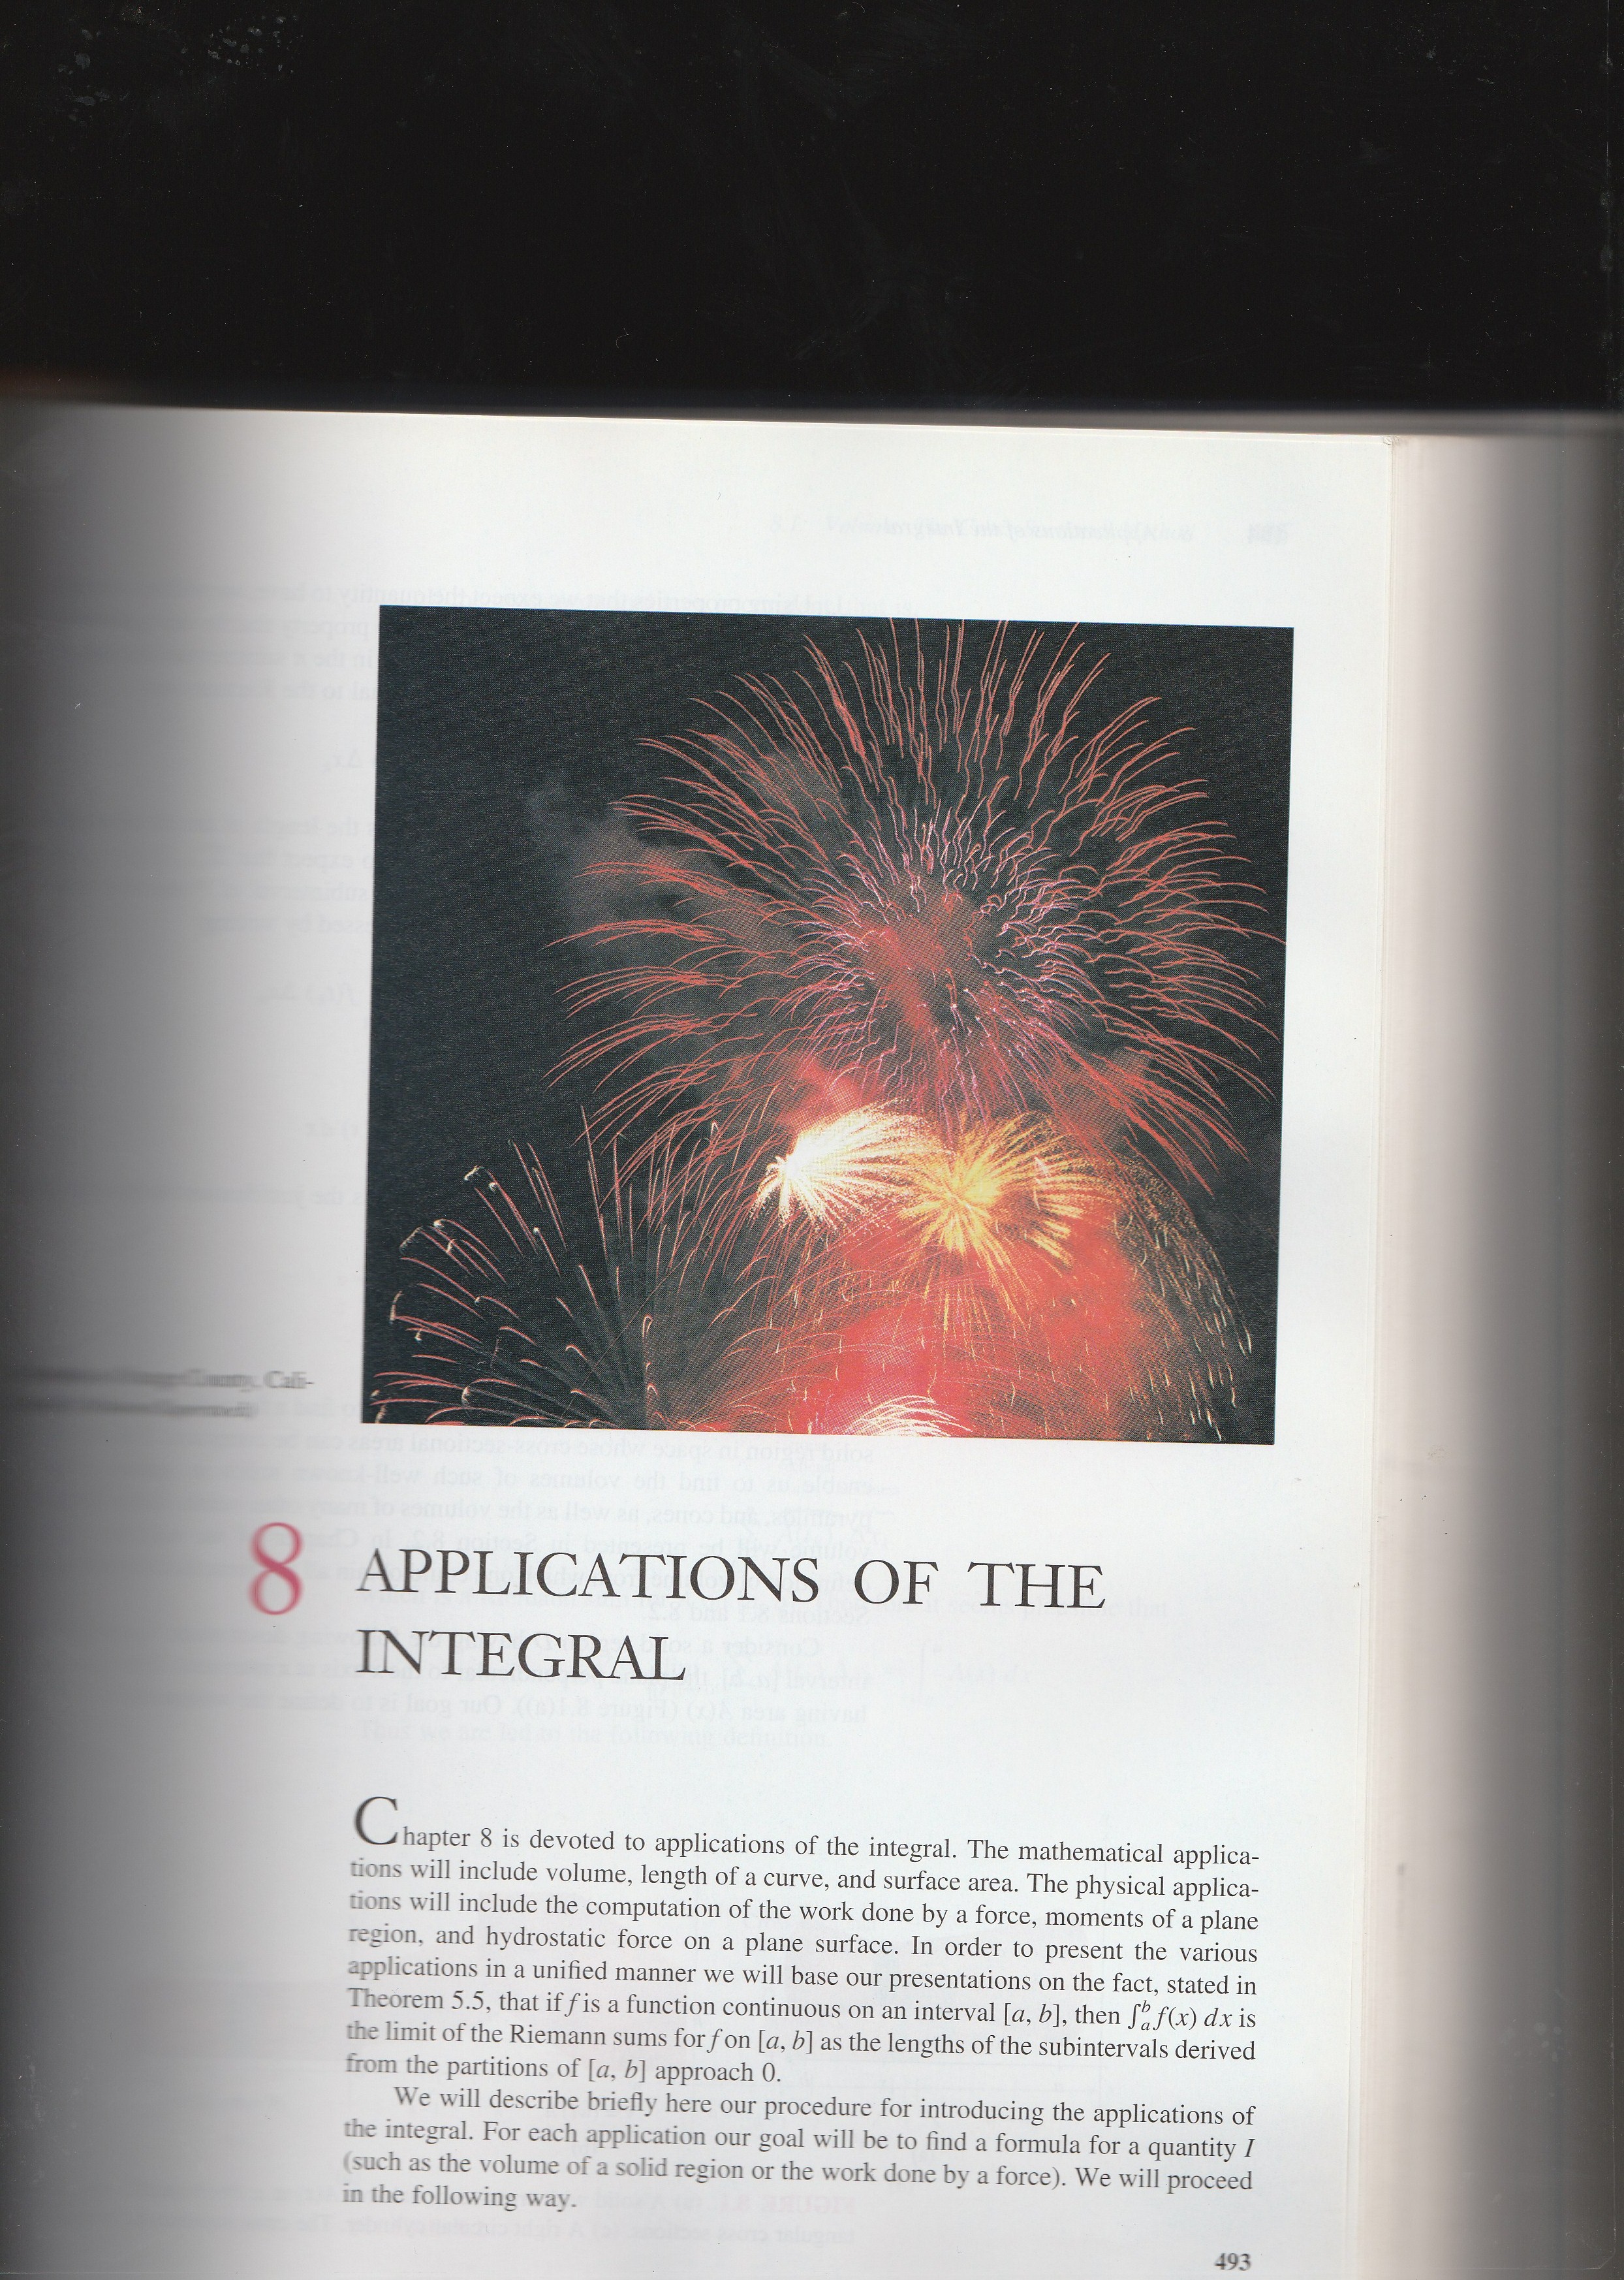 County, Cali-
8 APPLICATIONS OF THE
INTEGRAL
Chapter 8 is devoted to applications of the integral. The mathematical applica-
tions will include volume, length of a curve, and surface area. The physical applica-
tions will include the computation of the work done by a force, moments of a plane
region, and hydrostatic force on a plane surface. In order to present the various
applications in a unified manner we will base our presentations on the fact, stated in
Theorem 5.5, that if f is a function continuous on an interval [a, b], then ∫ₐᵇ f(x) dx is
the limit of the Riemann sums for f on [a, b] as the lengths of the subintervals derived
from the partitions of [a, b] approach 0.
We will describe briefly here our procedure for introducing the applications of
the integral. For each application our goal will be to find a formula for a quantity I
(such as the volume of a solid region or the work done by a force). We will proceed
in the following way.
493